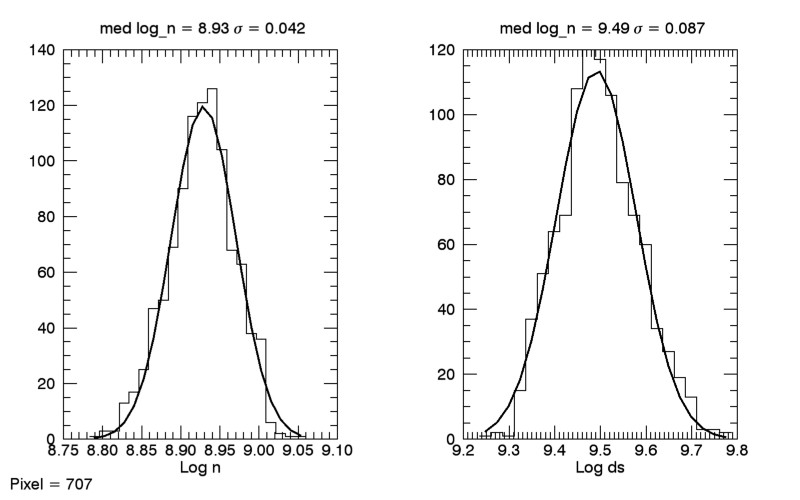 med log_n = 8.93 σ = 0.042
med log_n = 9.49 σ = 0.087
140
120
100
80
60
40
20
0
8.75 8.80 8.85 8.90 8.95 9.00 9.05 9.10
Log n
120
100
80
60
40
20
0
9.2 9.3 9.4 9.5 9.6 9.7 9.8
Log ds
Pixel = 707